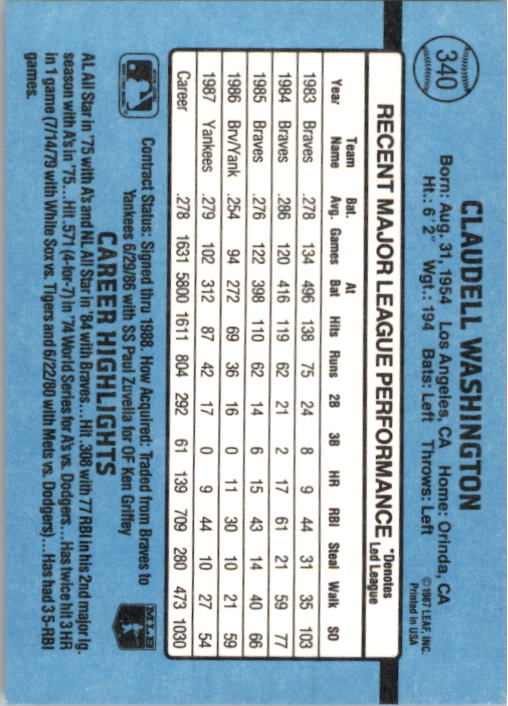 340
CLAUDELL WASHINGTON
Born: Aug. 31, 1954 Los Angeles, CA Home: Orinda, CA
Ht.: 6' 2" Wgt.: 194 Bats: Left Throws: Left
©1987 LEAF, INC.
Printed in USA
RECENT MAJOR LEAGUE PERFORMANCE *Denotes Led League
Year Team Name Bat. Avg. Games At Bat Hits Runs 2B 3B HR RBI Steal Walk SO
1983 Braves .278 134 496 138 75 24 8 9 44 31 35 103
1984 Braves .286 120 416 119 62 21 2 17 61 21 59 77
1985 Braves .276 122 398 110 62 14 6 15 43 14 40 66
1986 Brv/Yank .254 94 272 69 36 16 0 11 30 10 21 59
1987 Yankees .279 102 312 87 42 17 0 9 44 10 27 54
Career .278 1631 5800 1611 804 292 61 139 709 280 473 1030
Contract Status: Signed thru 1988. How Acquired: Traded from Braves to
Yankees 6/29/86 with SS Paul Zuvella for OF Ken Griffey
MLB
CAREER HIGHLIGHTS
AL All Star in '75 with A's and NL All Star in '84 with Braves...Hit .308 with 77 RBI in his 2nd major lg.
season with A's in '75...Hit .571 (4-for-7) in '74 World Series for A's vs. Dodgers...Has twice hit 3 HR
in 1 game (7/14/79 with White Sox vs. Tigers and 6/22/80 with Mets vs. Dodgers)...Has had 3 5-RBI
games.